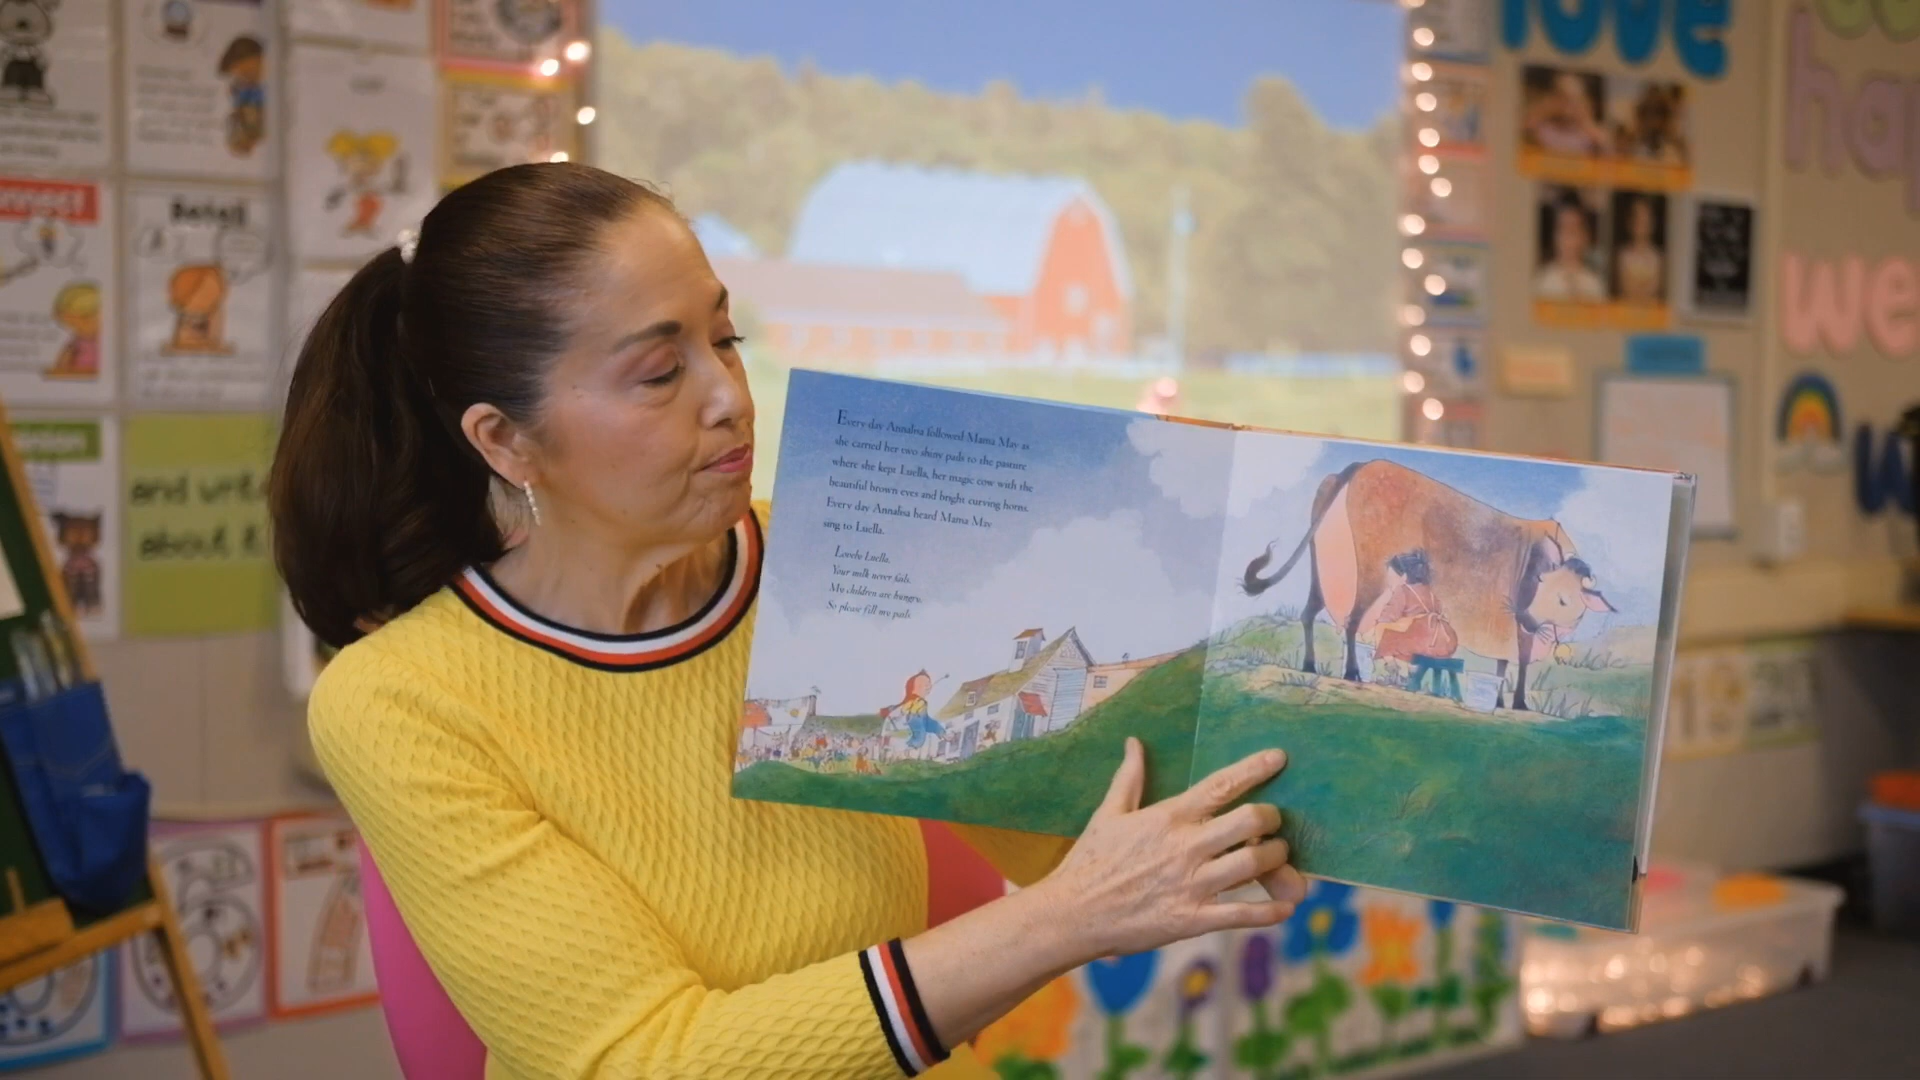 love
ha
we
Retell
and write
about it
Every day Annalisa followed Mama May as
she carried her two shiny pails to the pasture
where she kept Luella, her magic cow with the
beautiful brown eyes and bright curving horns.
Every day Annalisa heard Mama May
sing to Luella.
Lovely Luella,
Your milk never fails.
My children are hungry,
So please fill my pails.